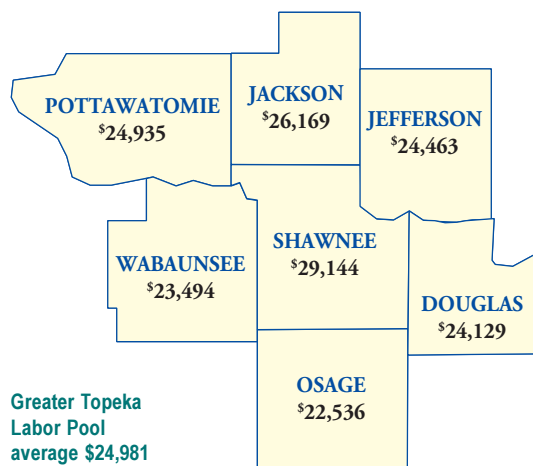 POTTAWATOMIE
$24,935
JACKSON
$26,169
JEFFERSON
$24,463
WABAUNSEE
$23,494
SHAWNEE
$29,144
DOUGLAS
$24,129
OSAGE
$22,536
Greater Topeka
Labor Pool
average $24,981